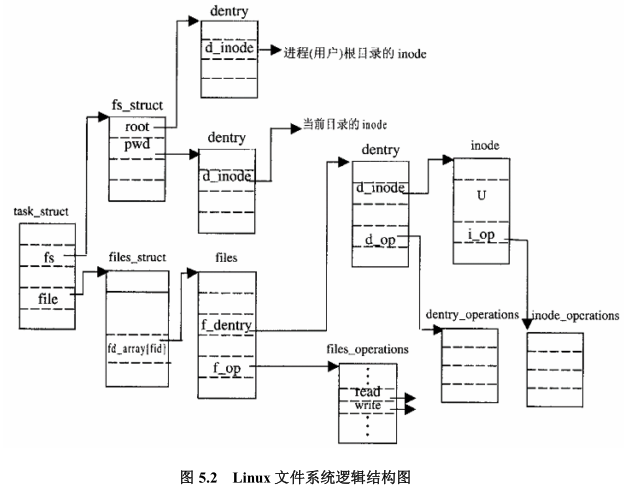 dentry
d_inode
进程(用户)根目录的 inode
fs_struct
root
pwd
当前目录的 inode
dentry
d_inode
dentry
d_inode
d_op
inode
U
i_op
task_struct
fs
file
files_struct
fd_array{fid}
files
f_dentry
f_op
dentry_operations
inode_operations
files_operations
read
write
图 5.2 Linux 文件系统逻辑结构图